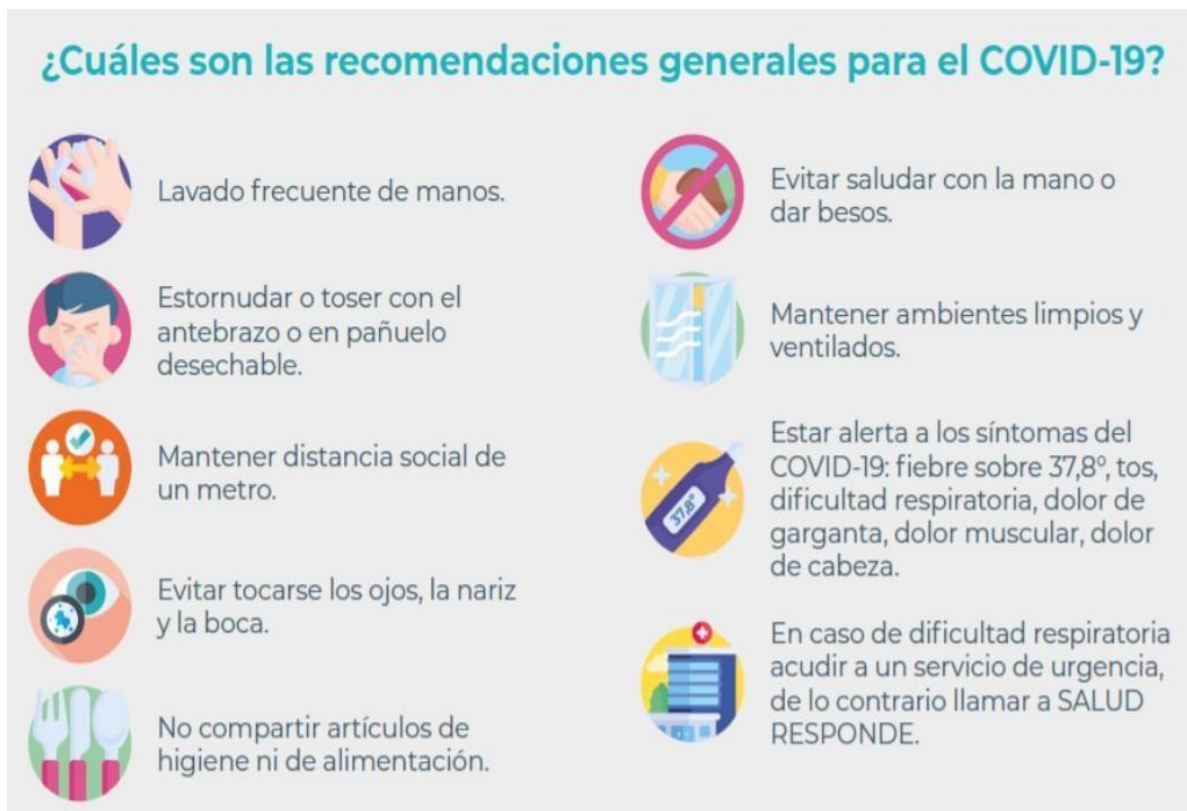 ¿Cuáles son las recomendaciones generales para el COVID-19?
Lavado frecuente de manos.
Estornudar o toser con el
antebrazo o en pañuelo
desechable.
Mantener distancia social de
un metro.
Evitar tocarse los ojos, la nariz
y la boca.
No compartir artículos de
higiene ni de alimentación.
Evitar saludar con la mano o
dar besos.
Mantener ambientes limpios y
ventilados.
37,8°
Estar alerta a los síntomas del
COVID-19: fiebre sobre 37,8°, tos,
dificultad respiratoria, dolor de
garganta, dolor muscular, dolor
de cabeza.
En caso de dificultad respiratoria
acudir a un servicio de urgencia,
de lo contrario llamar a SALUD
RESPONDE.